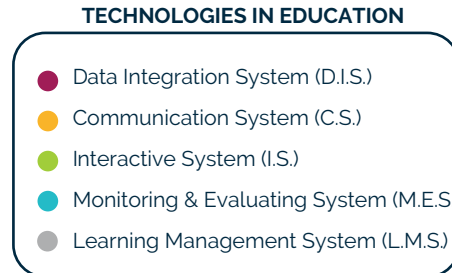 TECHNOLOGIES IN EDUCATION
Data Integration System (D.I.S.)
Communication System (C.S.)
Interactive System (I.S.)
Monitoring & Evaluating System (M.E.S
Learning Management System (L.M.S.)